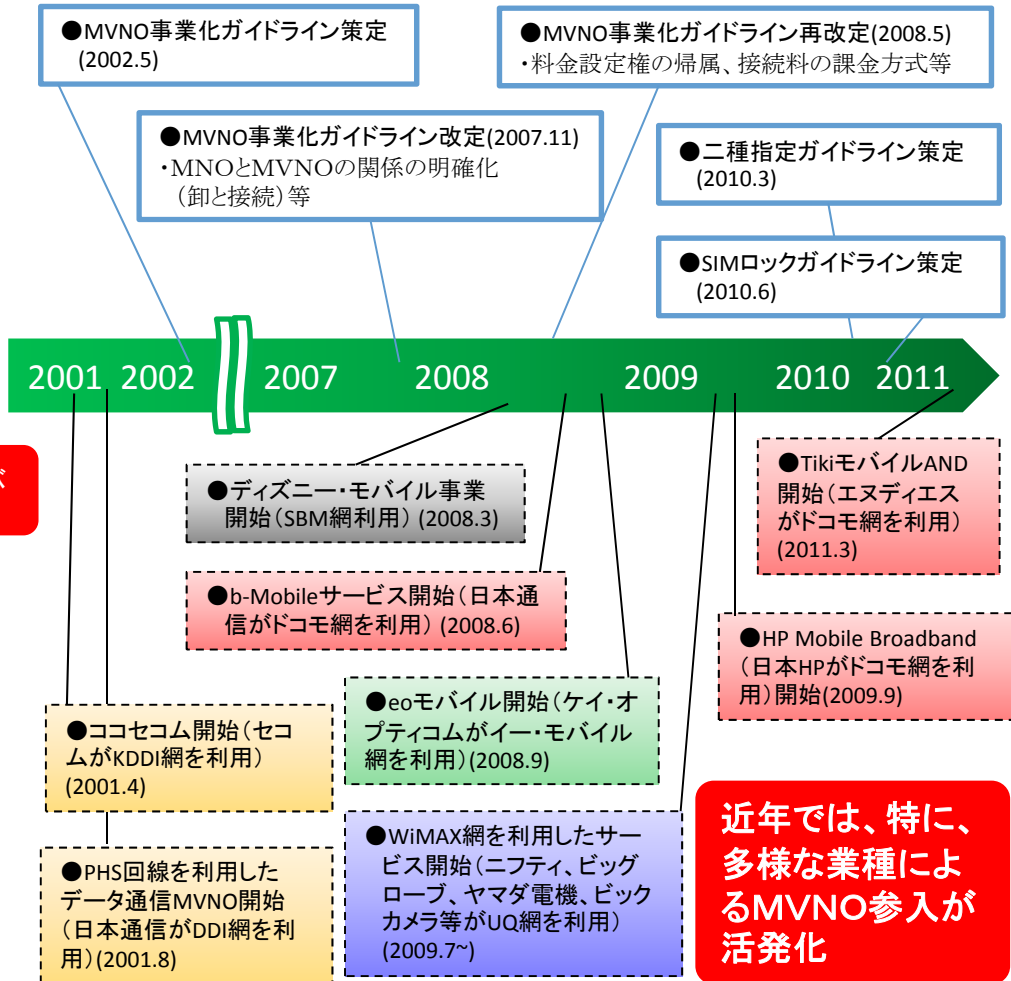 ●MVNO事業化ガイドライン策定
(2002.5)
●MVNO事業化ガイドライン再改定(2008.5)
・料金設定権の帰属、接続料の課金方式等
●MVNO事業化ガイドライン改定(2007.11)
・MNOとMVNOの関係の明確化
（卸と接続）等
●二種指定ガイドライン策定
(2010.3)
●SIMロックガイドライン策定
(2010.6)
2001 2002 2007 2008 2009 2010 2011
●ディズニー・モバイル事業
開始（SBM網利用） (2008.3)
●TikiモバイルAND
開始（エヌディエス
がドコモ網を利用）
(2011.3)
●b-Mobileサービス開始（日本通
信がドコモ網を利用） (2008.6)
●HP Mobile Broadband
（日本HPがドコモ網を利
用）開始(2009.9)
●eoモバイル開始（ケイ・オ
プティコムがイー・モバイル
網を利用）(2008.9)
●ココセコム開始（セコ
ムがKDDI網を利用）
(2001.4)
●WiMAX網を利用したサー
ビス開始（ニフティ、ビッグ
ローブ、ヤマダ電機、ビック
カメラ等がUQ網を利用）
(2009.7~)
●PHS回線を利用した
データ通信MVNO開始
（日本通信がDDI網を利
用）(2001.8)
近年では、特に、
多様な業種によ
るMVNO参入が
活発化